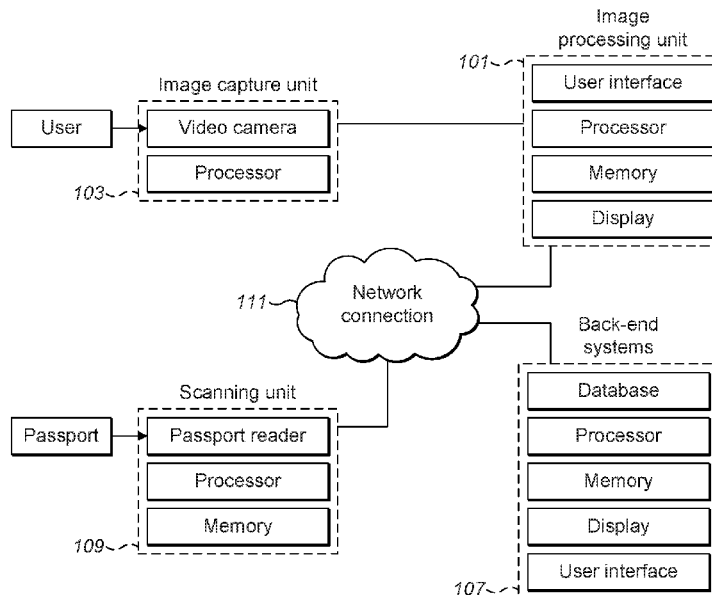 Image
processing unit
101
User interface
Processor
Memory
Display
Image capture unit
User
Video camera
Processor
103
111
Network
connection
Back-end
systems
Database
Processor
Memory
Display
User interface
107
Scanning unit
Passport
Passport reader
Processor
Memory
109